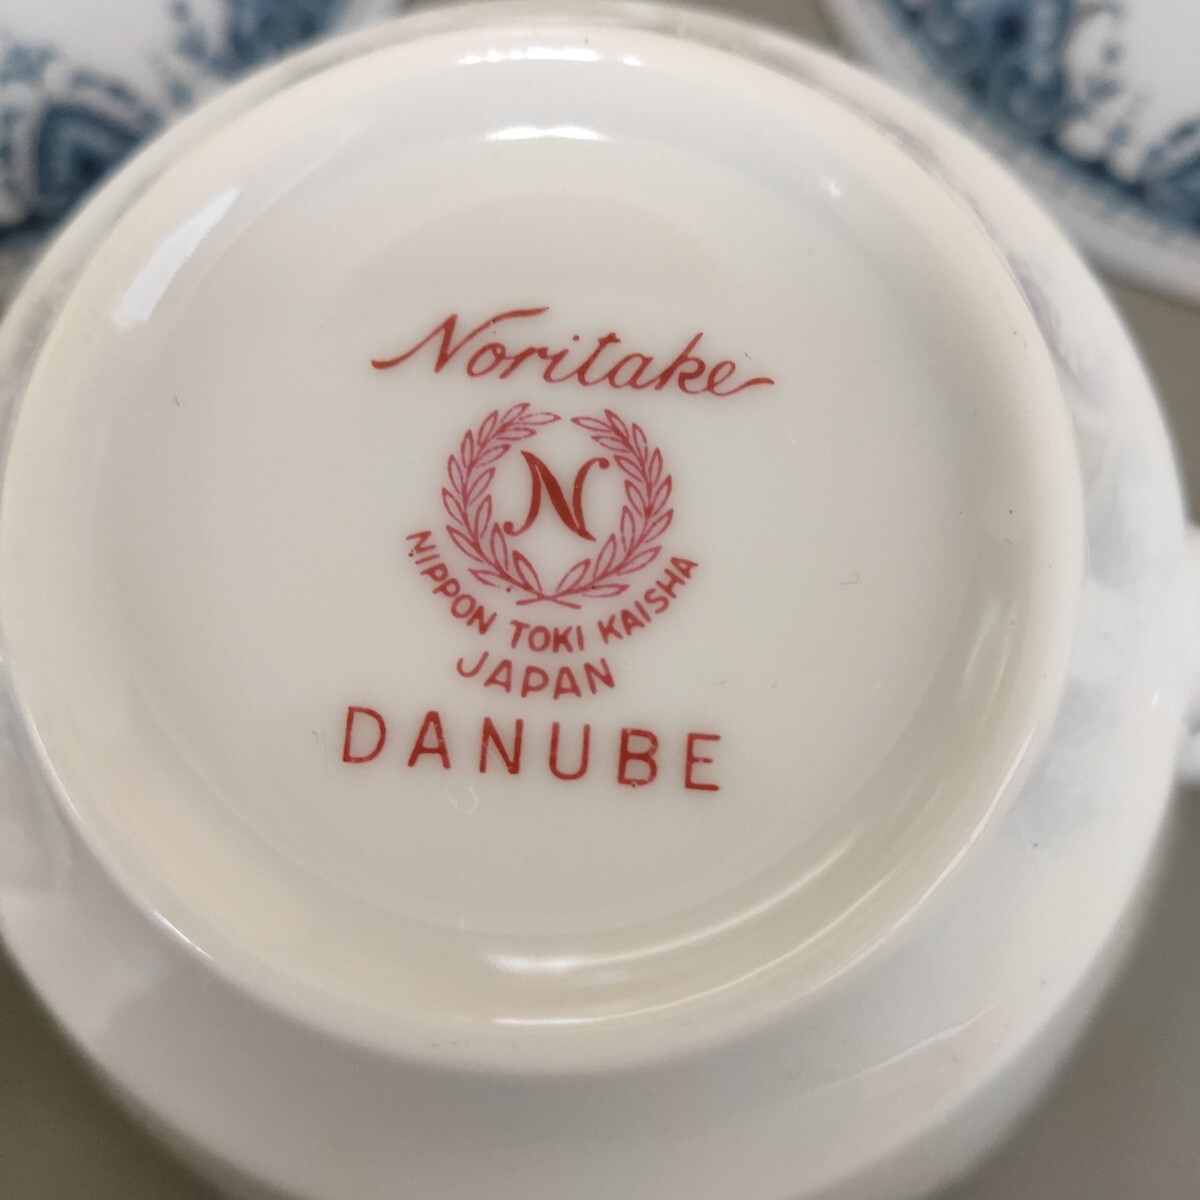 Noritake
N
NIPPON TOKI KAISHA
JAPAN
DANUBE